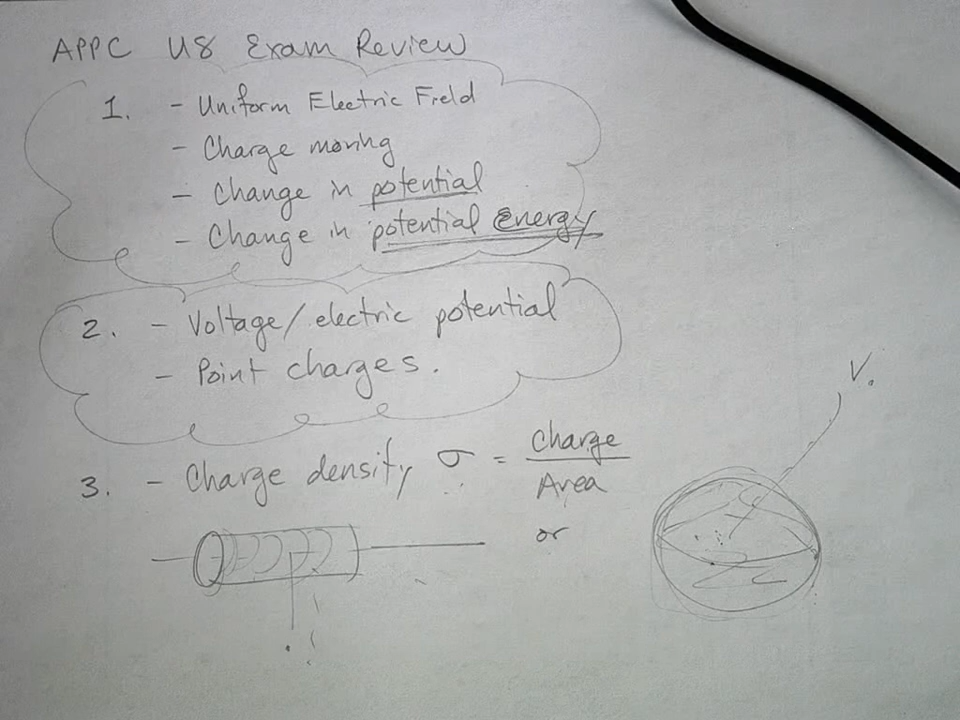 APPC U8 Exam Review
1. - Uniform Electric Field
- Charge moving
- Change in potential
- Change in potential energy
2. - Voltage/electric potential
- Point charges.
3. - Charge density σ = Charge / Area
or
V.